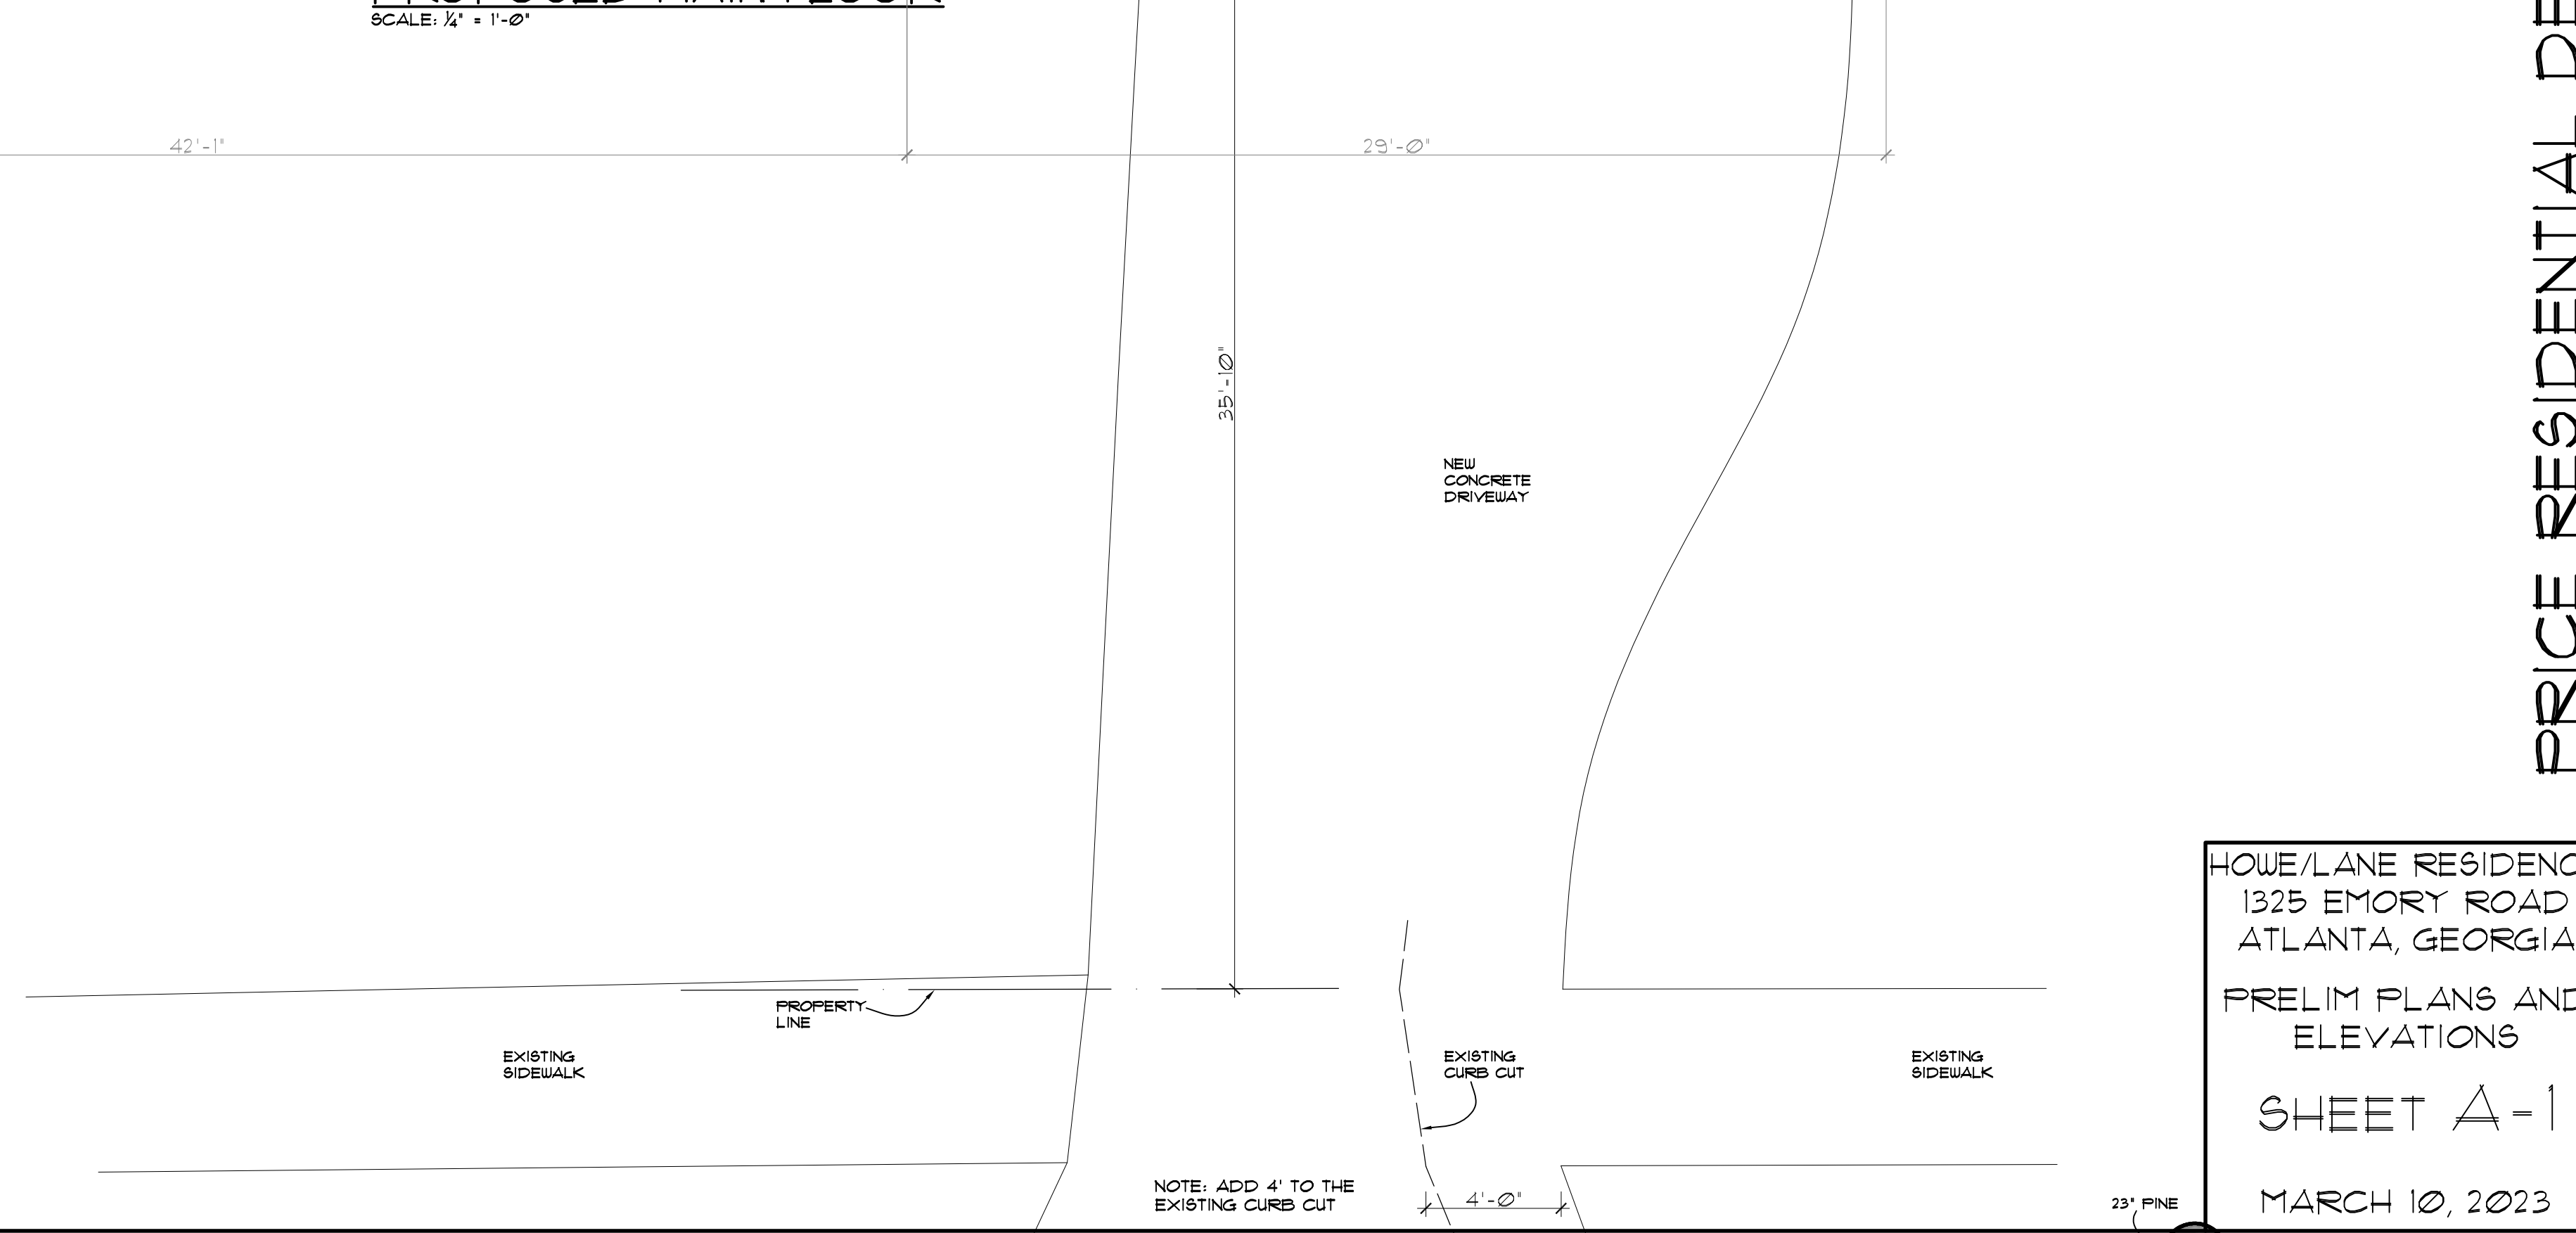 SCALE: ¼" = 1'-0"
42'-1"
29'-0"
35'-10"
NEW
CONCRETE
DRIVEWAY
PROPERTY
LINE
EXISTING
SIDEWALK
EXISTING
CURB CUT
EXISTING
SIDEWALK
NOTE: ADD 4' TO THE
EXISTING CURB CUT
4'-0"
23" PINE
PRICE RESIDENTIAL
HOWE/LANE
1325 EMORY ROAD
ATLANTA, GEORGIA
PRELIM PLANS AND
ELEVATIONS
SHEET A-1
MARCH 10, 2023